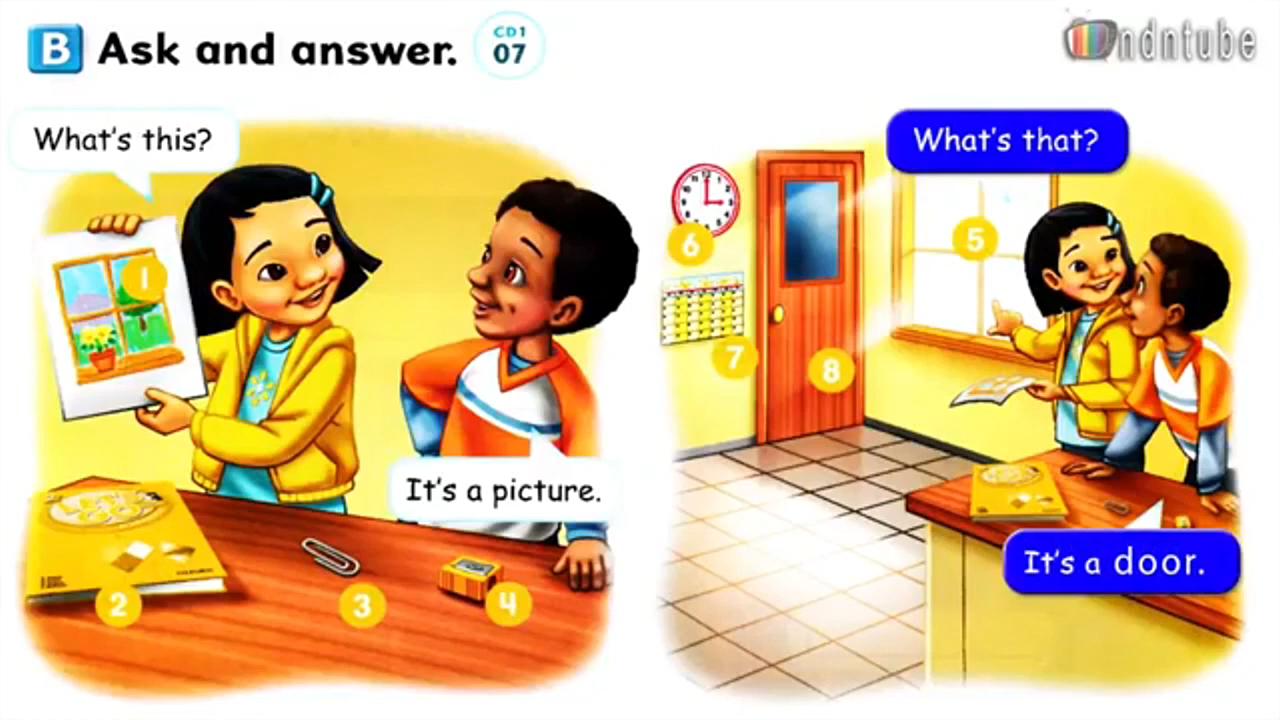 B Ask and answer. CD1 07
ndntube
What's this?
What's that?
1
5
6
7
8
It's a picture.
2
3
4
It's a door.